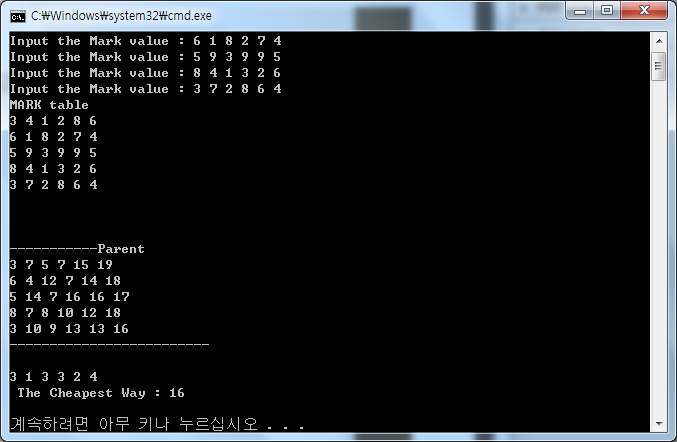 C:₩Windows₩system32₩cmd.exe
Input the Mark value : 6 1 8 2 7 4
Input the Mark value : 5 9 3 9 9 5
Input the Mark value : 8 4 1 3 2 6
Input the Mark value : 3 7 2 8 6 4
MARK table
3 4 1 2 8 6
6 1 8 2 7 4
5 9 3 9 9 5
8 4 1 3 2 6
3 7 2 8 6 4
-----------Parent
3 7 5 7 15 19
6 4 12 7 14 18
5 14 7 16 16 17
8 7 8 10 12 18
3 10 9 13 13 16
-------------------------
3 1 3 3 2 4
The Cheapest Way : 16
계속하려면 아무 키나 누르십시오 . . .